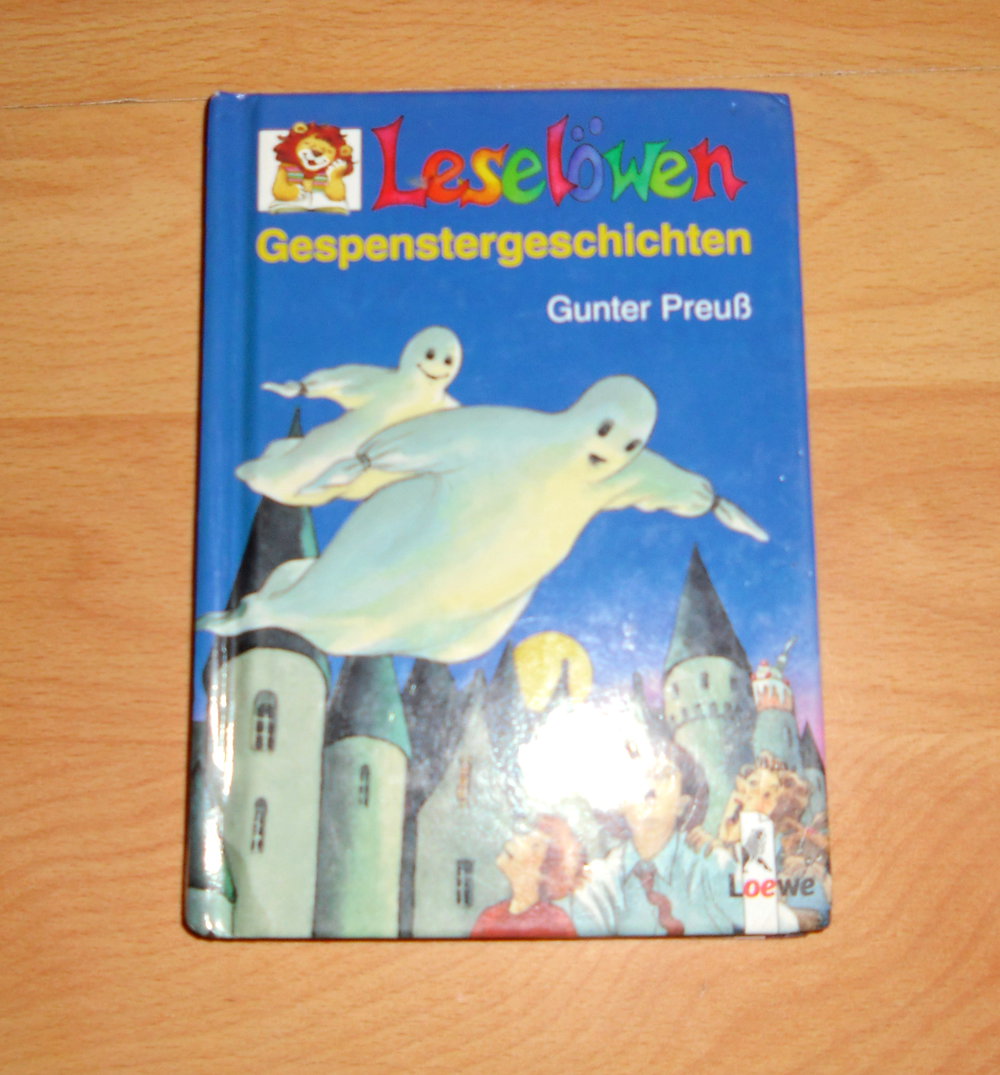 Leselöwen
Gespenstergeschichten
Gunter Preuß
Loewe